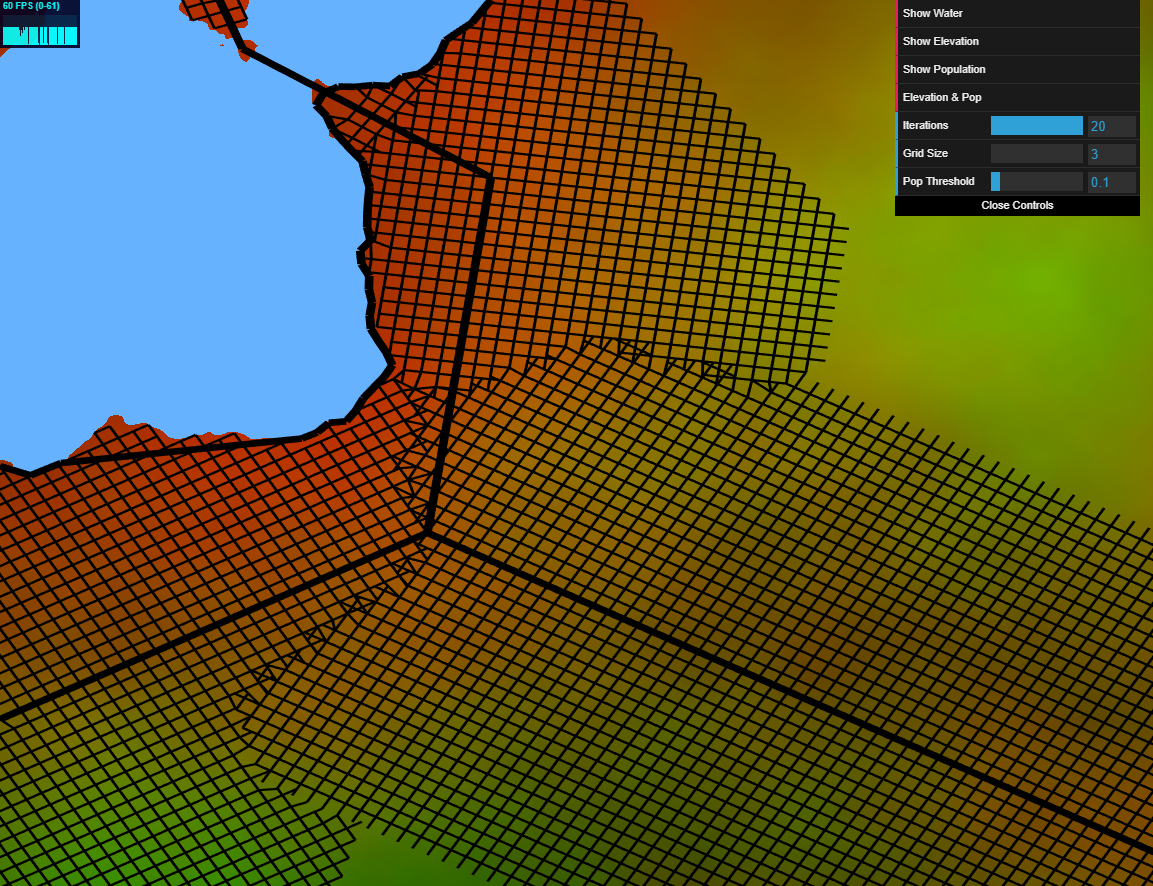 60 FPS (0-61)
Show Water
Show Elevation
Show Population
Elevation & Pop
Iterations 20
Grid Size 3
Pop Threshold 0.1
Close Controls